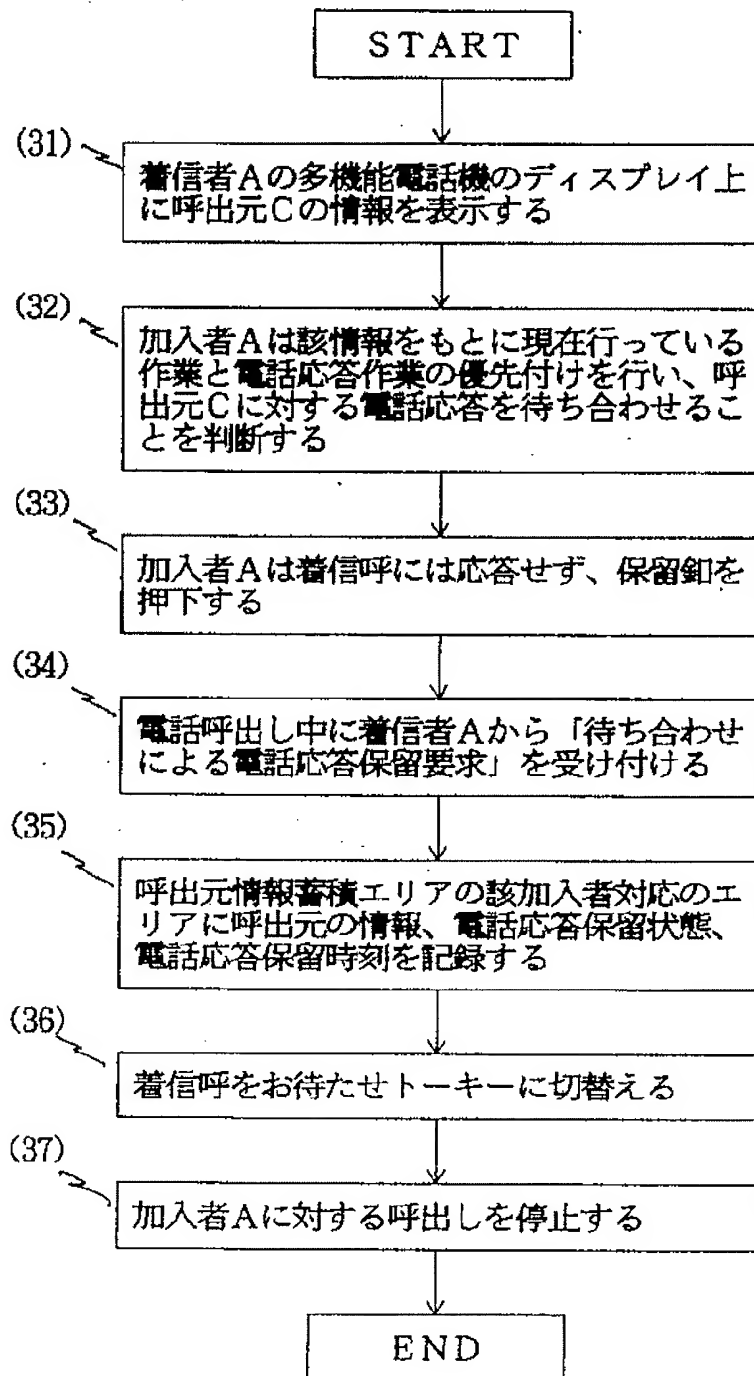 START
(31)
着信者Aの多機能電話機のディスプレイ上
に呼出元Cの情報を表示する
(32)
加入者Aは該情報をもとに現在行っている
作業と電話応答作業の優先付けを行い、呼
出元Cに対する電話応答を待ち合わせるこ
とを判断する
(33)
加入者Aは着信呼には応答せず、保留釦を
押下する
(34)
電話呼出し中に着信者Aから「待ち合わせ
による電話応答保留要求」を受け付ける
(35)
呼出元情報蓄積エリアの該加入者対応のエ
リアに呼出元の情報、電話応答保留状態、
電話応答保留時刻を記録する
(36)
着信呼をお待たせトーキーに切替える
(37)
加入者Aに対する呼出しを停止する
END